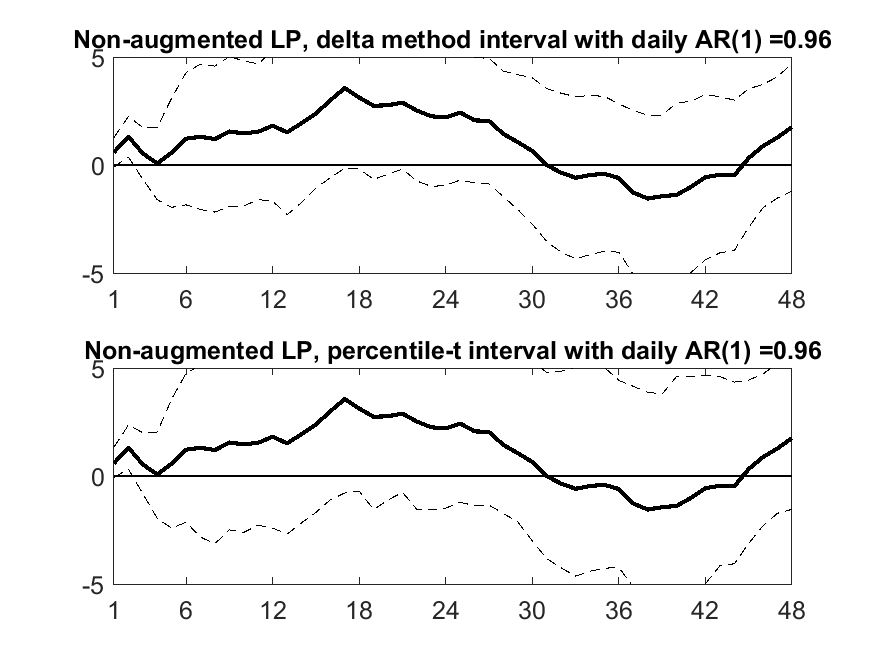 Non-augmented LP, delta method interval with daily AR(1) =0.96
5
0
-5
1 6 12 18 24 30 36 42 48
Non-augmented LP, percentile-t interval with daily AR(1) =0.96
5
0
-5
1 6 12 18 24 30 36 42 48